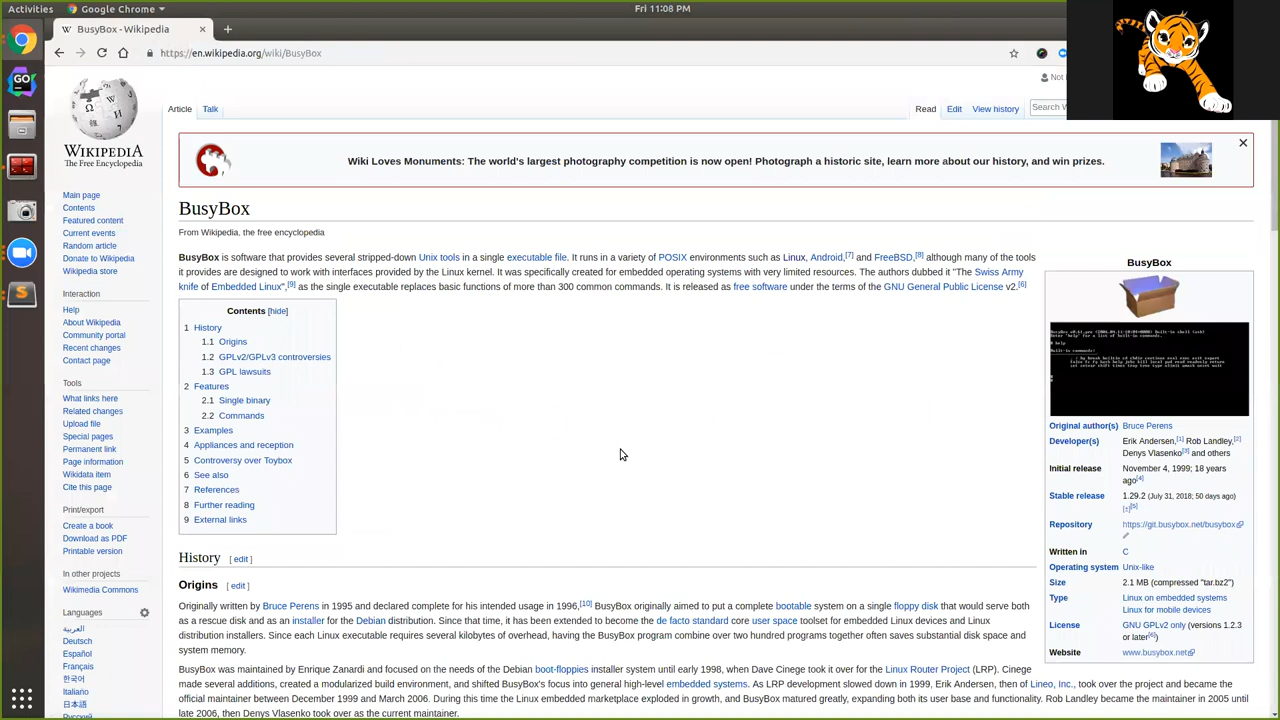 Activities
Google Chrome
Fri 11:08 PM
BusyBox - Wikipedia
https://en.wikipedia.org/wiki/BusyBox
WIKIPEDIA
The Free Encyclopedia
Main page
Contents
Featured content
Current events
Random article
Donate to Wikipedia
Wikipedia store
Interaction
Help
About Wikipedia
Community portal
Recent changes
Contact page
Tools
What links here
Related changes
Upload file
Special pages
Permanent link
Page information
Wikidata item
Cite this page
Print/export
Create a book
Download as PDF
Printable version
In other projects
Wikimedia Commons
Languages
العربية
Deutsch
Español
Français
한국어
Italiano
日本語
Русский
Not
Article Talk
Read Edit View history
Search W
Wiki Loves Monuments: The world's largest photography competition is now open! Photograph a historic site, learn more about our history, and win prizes.
BusyBox
From Wikipedia, the free encyclopedia
BusyBox is software that provides several stripped-down Unix tools in a single executable file. It runs in a variety of POSIX environments such as Linux, Android,[7] and FreeBSD,[8] although many of the tools
it provides are designed to work with interfaces provided by the Linux kernel. It was specifically created for embedded operating systems with very limited resources. The authors dubbed it "The Swiss Army
knife of Embedded Linux",[9] as the single executable replaces basic functions of more than 300 common commands. It is released as free software under the terms of the GNU General Public License v2.[6]
Contents [hide]
1 History
1.1 Origins
1.2 GPLv2/GPLv3 controversies
1.3 GPL lawsuits
2 Features
2.1 Single binary
2.2 Commands
3 Examples
4 Appliances and reception
5 Controversy over Toybox
6 See also
7 References
8 Further reading
9 External links
BusyBox
Original author(s) Bruce Perens
Developer(s) Erik Andersen,[1] Rob Landley,[2]
Denys Vlasenko[3] and others
Initial release November 4, 1999; 18 years
ago[4]
Stable release 1.29.2 (July 31, 2018; 50 days ago)
[±][5]
Repository https://git.busybox.net/busybox
Written in C
Operating system Unix-like
Size 2.1 MB (compressed "tar.bz2")
Type Linux on embedded systems
Linux for mobile devices
License GNU GPLv2 only (versions 1.2.3
or later[6])
Website www.busybox.net
History [ edit ]
Origins [ edit ]
Originally written by Bruce Perens in 1995 and declared complete for his intended usage in 1996,[10] BusyBox originally aimed to put a complete bootable system on a single floppy disk that would serve both
as a rescue disk and as an installer for the Debian distribution. Since that time, it has been extended to become the de facto standard core user space toolset for embedded Linux devices and Linux
distribution installers. Since each Linux executable requires several kilobytes of overhead, having the BusyBox program combine over two hundred programs together often saves substantial disk space and
system memory.
BusyBox was maintained by Enrique Zanardi and focused on the needs of the Debian boot-floppies installer system until early 1998, when Dave Cinege took it over for the Linux Router Project (LRP). Cinege
made several additions, created a modularized build environment, and shifted BusyBox's focus into general high-level embedded systems. As LRP development slowed down in 1999, Erik Andersen, then of Lineo, Inc., took over the project and became the
official maintainer between December 1999 and March 2006. During this time the Linux embedded marketplace exploded in growth, and BusyBox matured greatly, expanding both its user base and functionality. Rob Landley became the maintainer in 2005 until
late 2006, then Denys Vlasenko took over as the current maintainer.